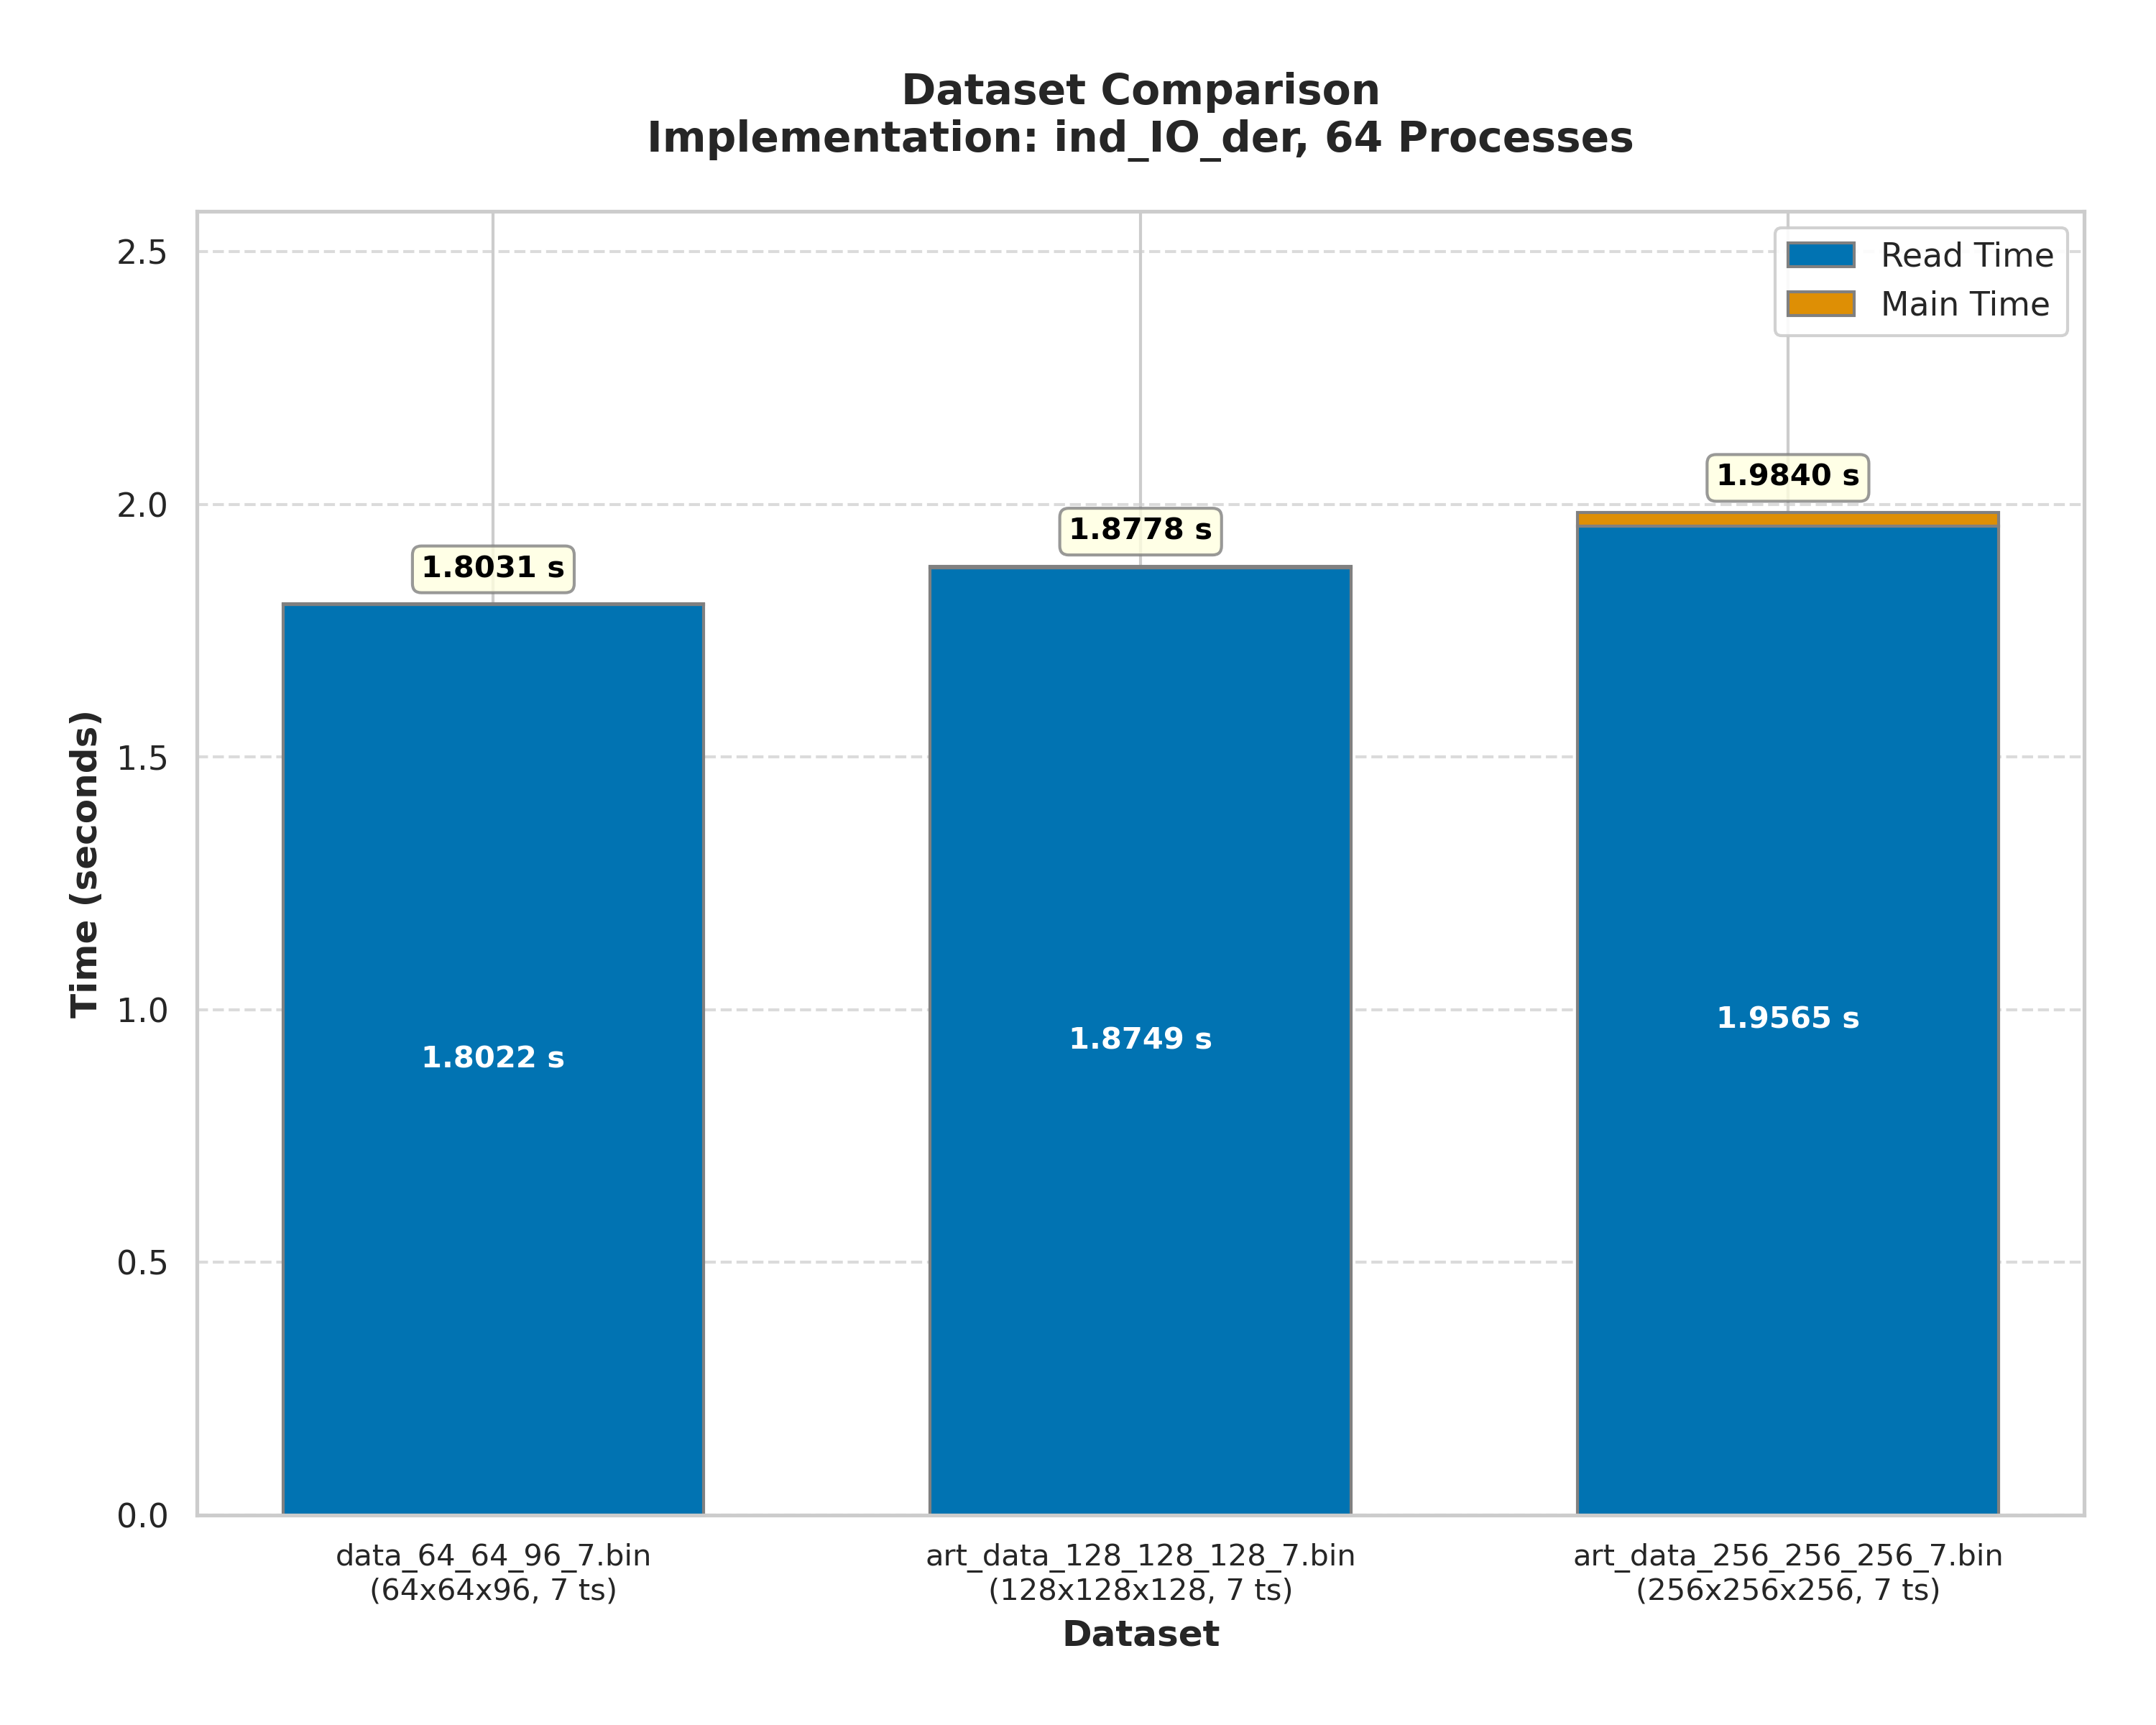 Dataset Comparison
Implementation: ind_IO_der, 64 Processes
Read Time
Main Time
Time (seconds)
2.5
2.0
1.5
1.0
0.5
0.0
1.8031 s
1.8778 s
1.9840 s
1.8022 s
1.8749 s
1.9565 s
data_64_64_96_7.bin
(64x64x96, 7 ts)
art_data_128_128_128_7.bin
(128x128x128, 7 ts)
art_data_256_256_256_7.bin
(256x256x256, 7 ts)
Dataset